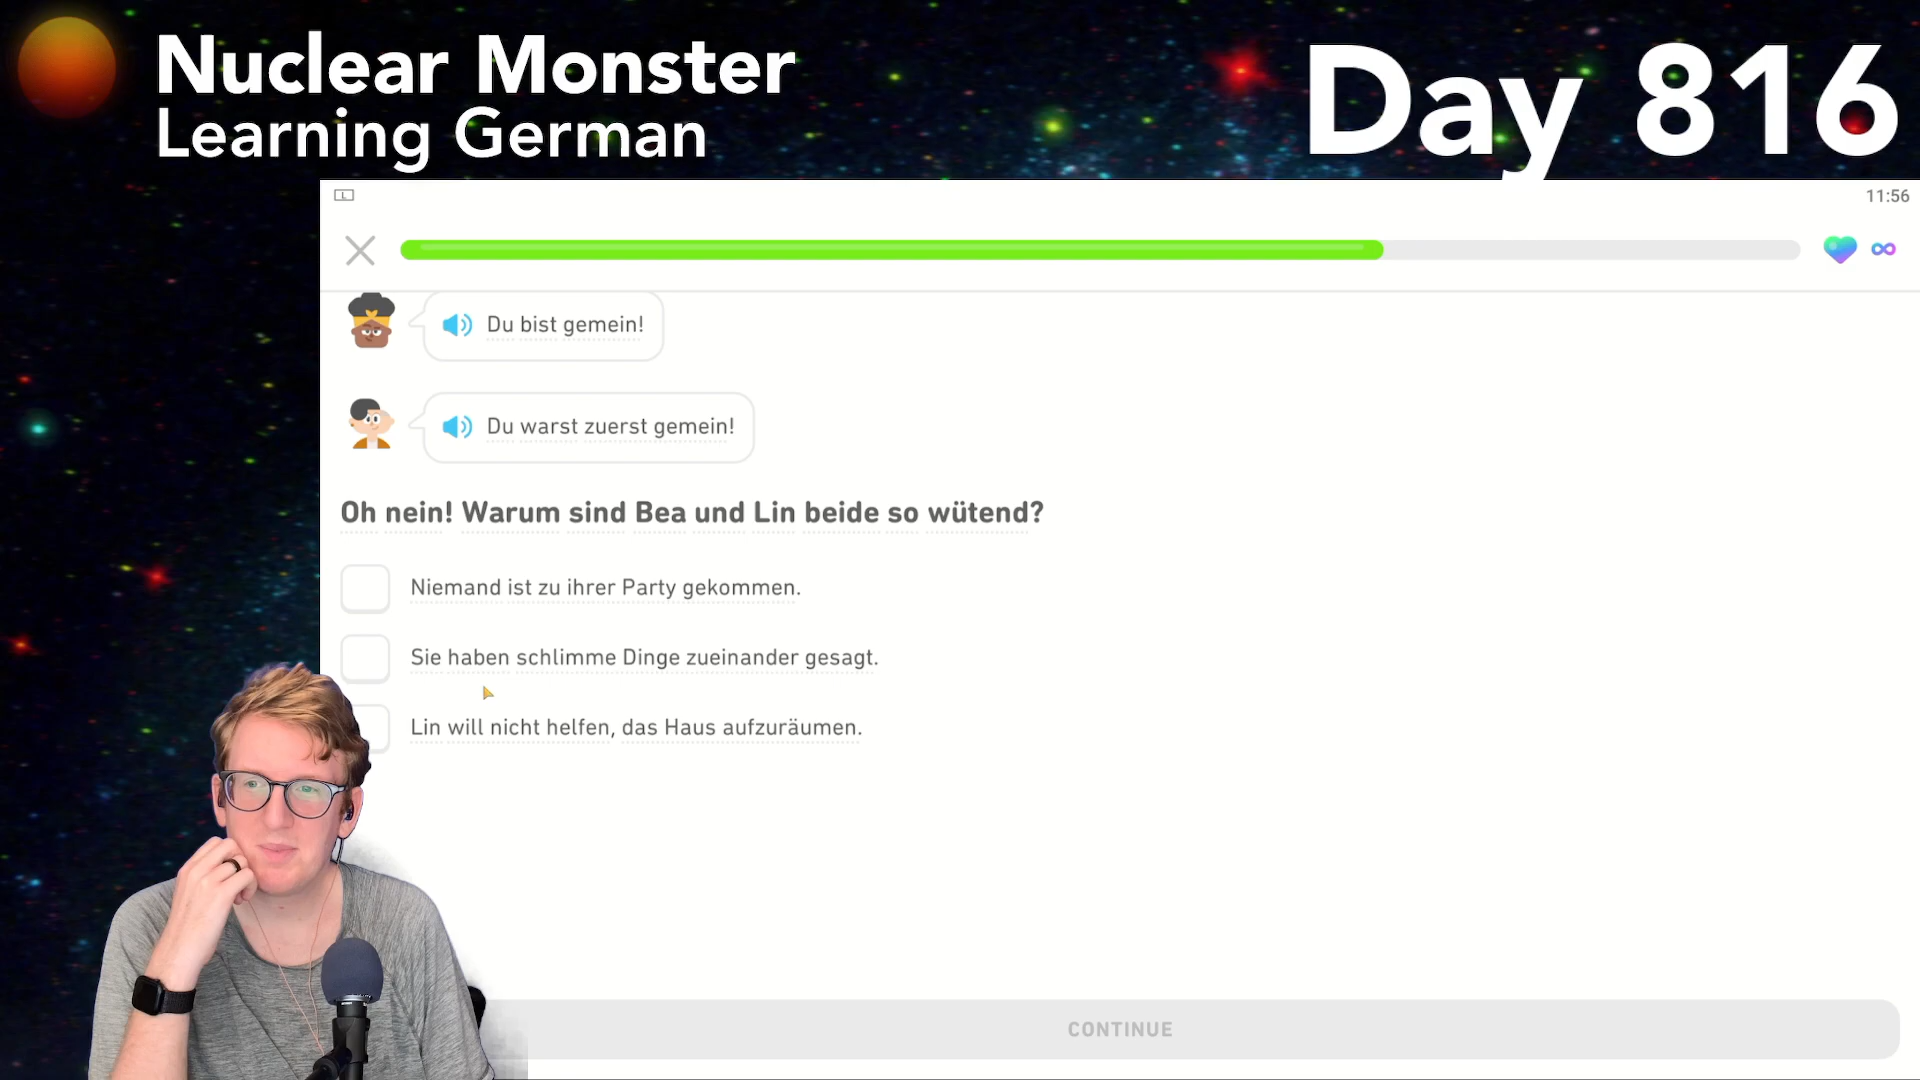 Nuclear Monster
Learning German
Day 816
L
11:56
Du bist gemein!
Du warst zuerst gemein!
Oh nein! Warum sind Bea und Lin beide so wütend?
Niemand ist zu ihrer Party gekommen.
Sie haben schlimme Dinge zueinander gesagt.
Lin will nicht helfen, das Haus aufzuräumen.
CONTINUE